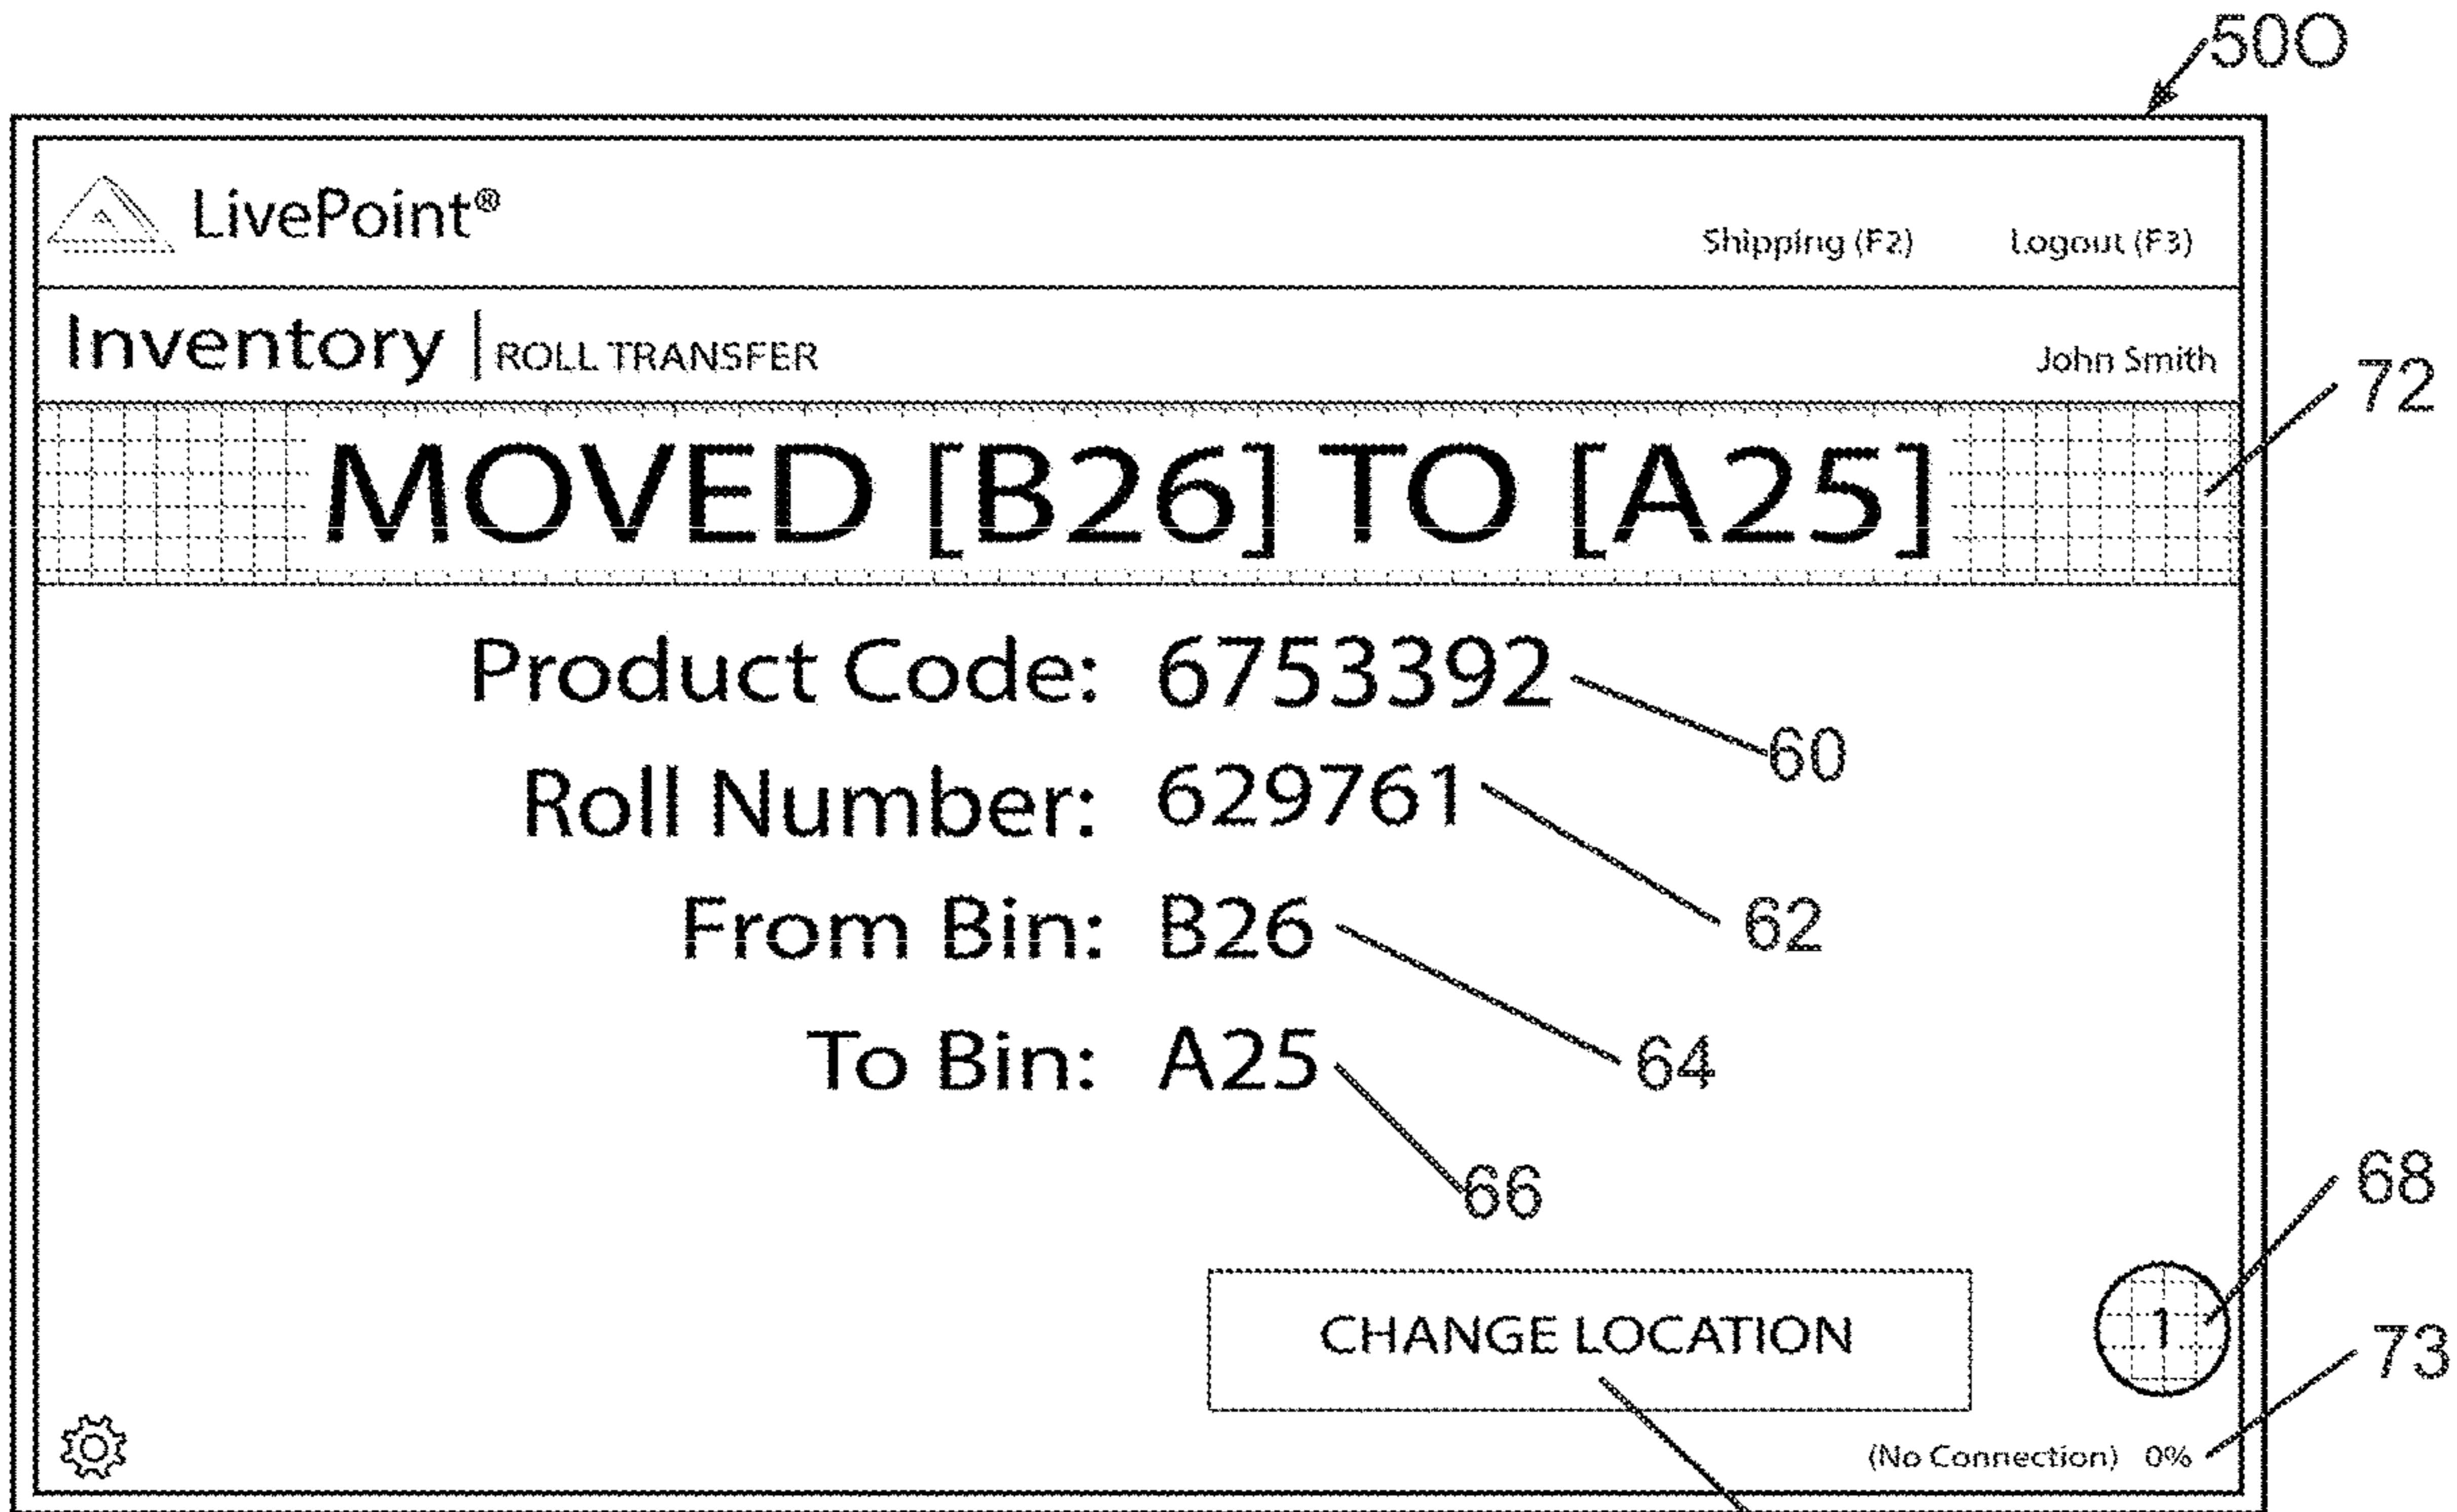 50O
LivePoint®
Shipping (F2) Logout (F3)
Inventory | ROLL TRANSFER
John Smith
72
MOVED [B26] TO [A25]
Product Code: 6753392
60
Roll Number: 629761
62
From Bin: B26
64
To Bin: A25
66
68
CHANGE LOCATION
1
73
(No Connection) 0%